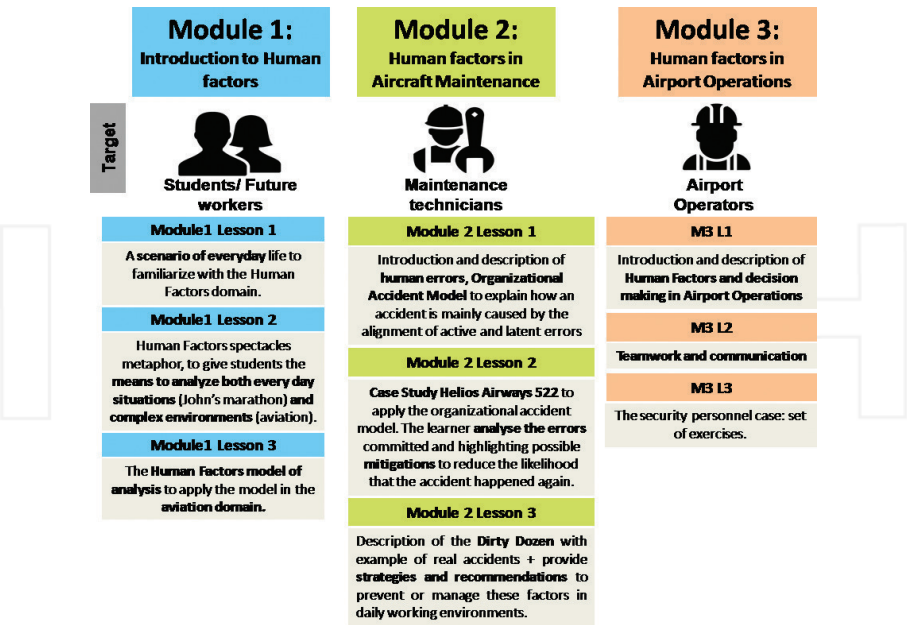 Module 1:
Introduction to Human
factors
Target
Students/ Future
workers
Module1 Lesson 1
A scenario of everyday life to
familiarize with the Human
Factors domain.
Module1 Lesson 2
Human Factors spectacles
metaphor, to give students the
means to analyze both every day
situations (John's marathon) and
complex environments (aviation).
Module1 Lesson 3
The Human Factors model of
analysis to apply the model in the
aviation domain.
Module 2:
Human factors in
Aircraft Maintenance
Maintenance
technicians
Module 2 Lesson 1
Introduction and description of
human errors, Organizational
Accident Model to explain how an
accident is mainly caused by the
alignment of active and latent errors
Module 2 Lesson 2
Case Study Helios Airways 522 to
apply the organizational accident
model. The learner analyse the errors
committed and highlighting possible
mitigations to reduce the likelihood
that the accident happened again.
Module 2 Lesson 3
Description of the Dirty Dozen with
example of real accidents + provide
strategies and recommendations to
prevent or manage these factors in
daily working environments.
Module 3:
Human factors in
Airport Operations
Airport
Operators
M3 L1
Introduction and description of
Human Factors and decision
making in Airport Operations
M3 L2
Teamwork and communication
M3 L3
The security personnel case: set
of exercises.